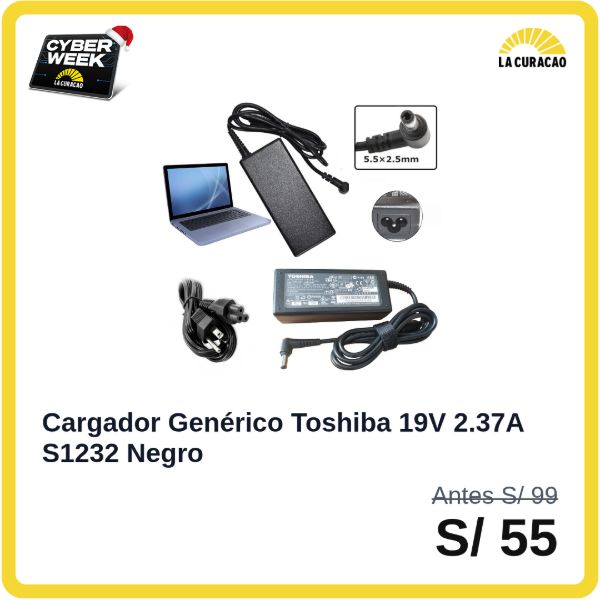 CYBER
WEEK
LA CURACAO
LA CURACAO
5.5×2.5mm
TOSHIBA
Cargador Genérico Toshiba 19V 2.37A
S1232 Negro
Antes S/ 99
S/ 55